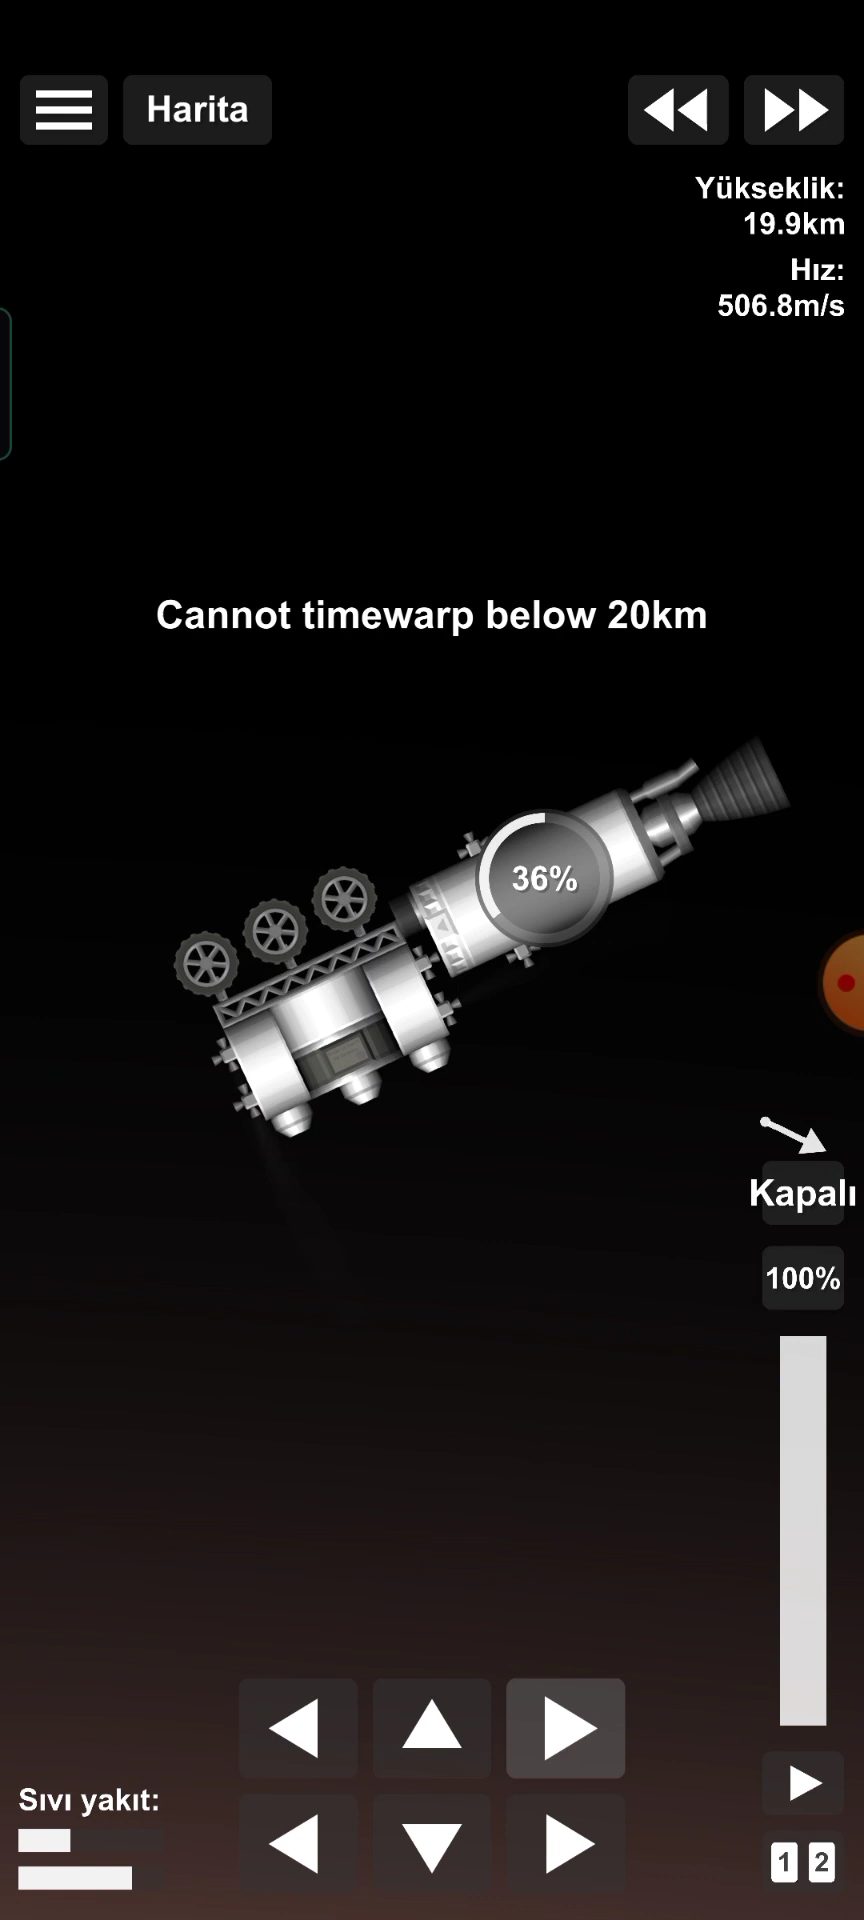 Harita
Yükseklik:
19.9km
Hız:
506.8m/s
Cannot timewarp below 20km
36%
Kapalı
100%
Sıvı yakıt:
1 2